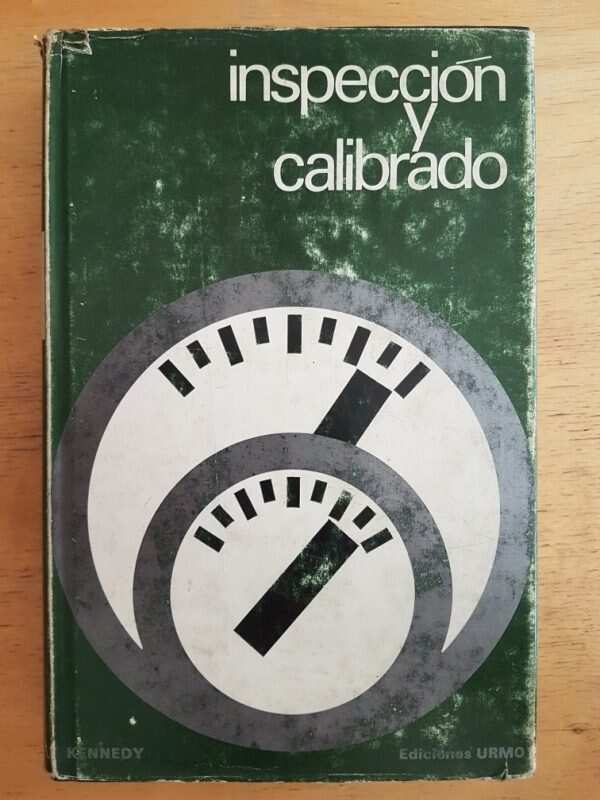 inspección
y
calibrado
KENNEDY
Ediciones URMO